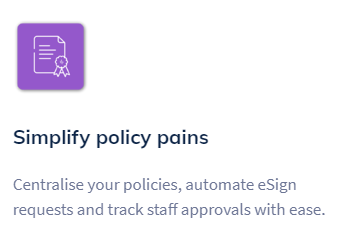 Simplify policy pains
Centralise your policies, automate eSign
requests and track staff approvals with ease.